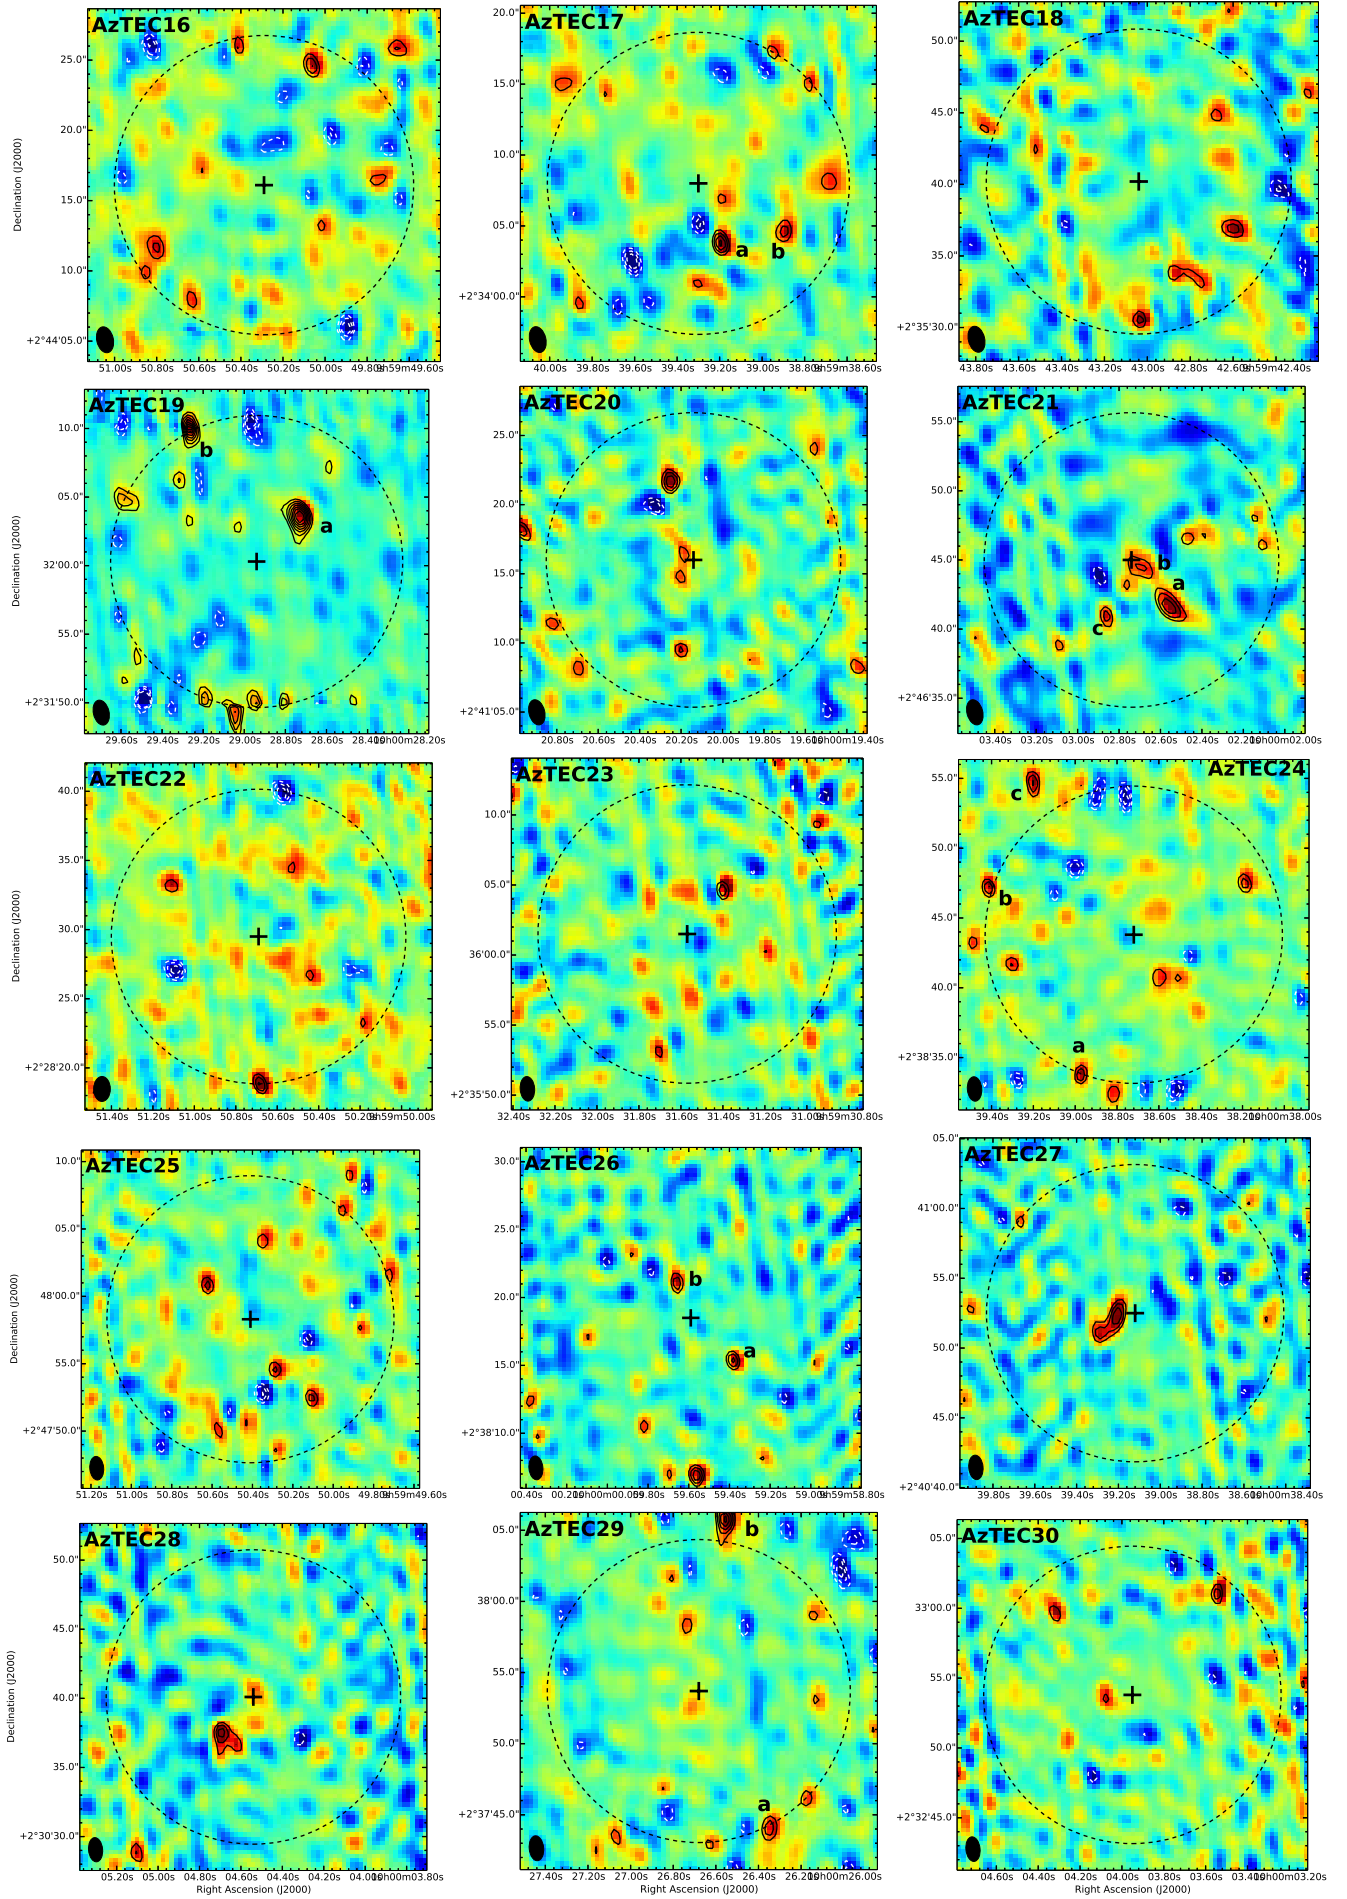 AzTEC16
25.0"
20.0"
15.0"
10.0"
+2°44'05.0"
51.00s 50.80s 50.60s 50.40s 50.20s 50.00s
Declination (J2000)
AzTEC17
20.0"
15.0"
10.0"
05.0"
+2°34'00.0"
a
b
40.00s 39.80s 39.60s 39.40s 39.20s 39.00s
AzTEC18
50.0"
45.0"
40.0"
35.0"
+2°35'30.0"
43.80s 43.60s 43.40s 43.20s 43.00s 42.80s
AzTEC19
10.0"
05.0"
32'00.0"
55.0"
+2°31'50.0"
b
a
29.60s 29.40s 29.20s 29.00s 28.80s 28.60s
Declination (J2000)
AzTEC20
25.0"
20.0"
15.0"
10.0"
+2°41'05.0"
20.80s 20.60s 20.40s 20.20s 20.00s 19.80s
AzTEC21
55.0"
50.0"
45.0"
40.0"
+2°46'35.0"
b
a
c
03.40s 03.20s 03.00s 02.80s 02.60s 02.40s
AzTEC22
40.0"
35.0"
30.0"
25.0"
+2°28'20.0"
51.40s 51.20s 51.00s 50.80s 50.60s 50.40s
Declination (J2000)
AzTEC23
10.0"
05.0"
36'00.0"
55.0"
+2°35'50.0"
32.40s 32.20s 32.00s 31.80s 31.60s 31.40s 31.20s
AzTEC24
55.0"
50.0"
45.0"
40.0"
+2°38'35.0"
c
b
a
39.40s 39.20s 39.00s 38.80s 38.60s 38.40s
AzTEC25
10.0"
05.0"
48'00.0"
55.0"
+2°47'50.0"
51.20s 51.00s 50.80s 50.60s 50.40s 50.20s 50.00s
Declination (J2000)
AzTEC26
30.0"
25.0"
20.0"
15.0"
+2°38'10.0"
b
a
59.80s 59.60s 59.40s 59.20s
AzTEC27
05.0"
41'00.0"
55.0"
50.0"
45.0"
+2°40'40.0"
39.80s 39.60s 39.40s 39.20s 39.00s 38.80s
AzTEC28
50.0"
45.0"
40.0"
35.0"
+2°30'30.0"
05.20s 05.00s 04.80s 04.60s 04.40s 04.20s
Declination (J2000)
Right Ascension (J2000)
AzTEC29
05.0"
38'00.0"
55.0"
50.0"
+2°37'45.0"
b
a
27.40s 27.20s 27.00s 26.80s 26.60s 26.40s
Right Ascension (J2000)
AzTEC30
05.0"
33'00.0"
55.0"
50.0"
+2°32'45.0"
04.60s 04.40s 04.20s 04.00s 03.80s 03.60s
Right Ascension (J2000)